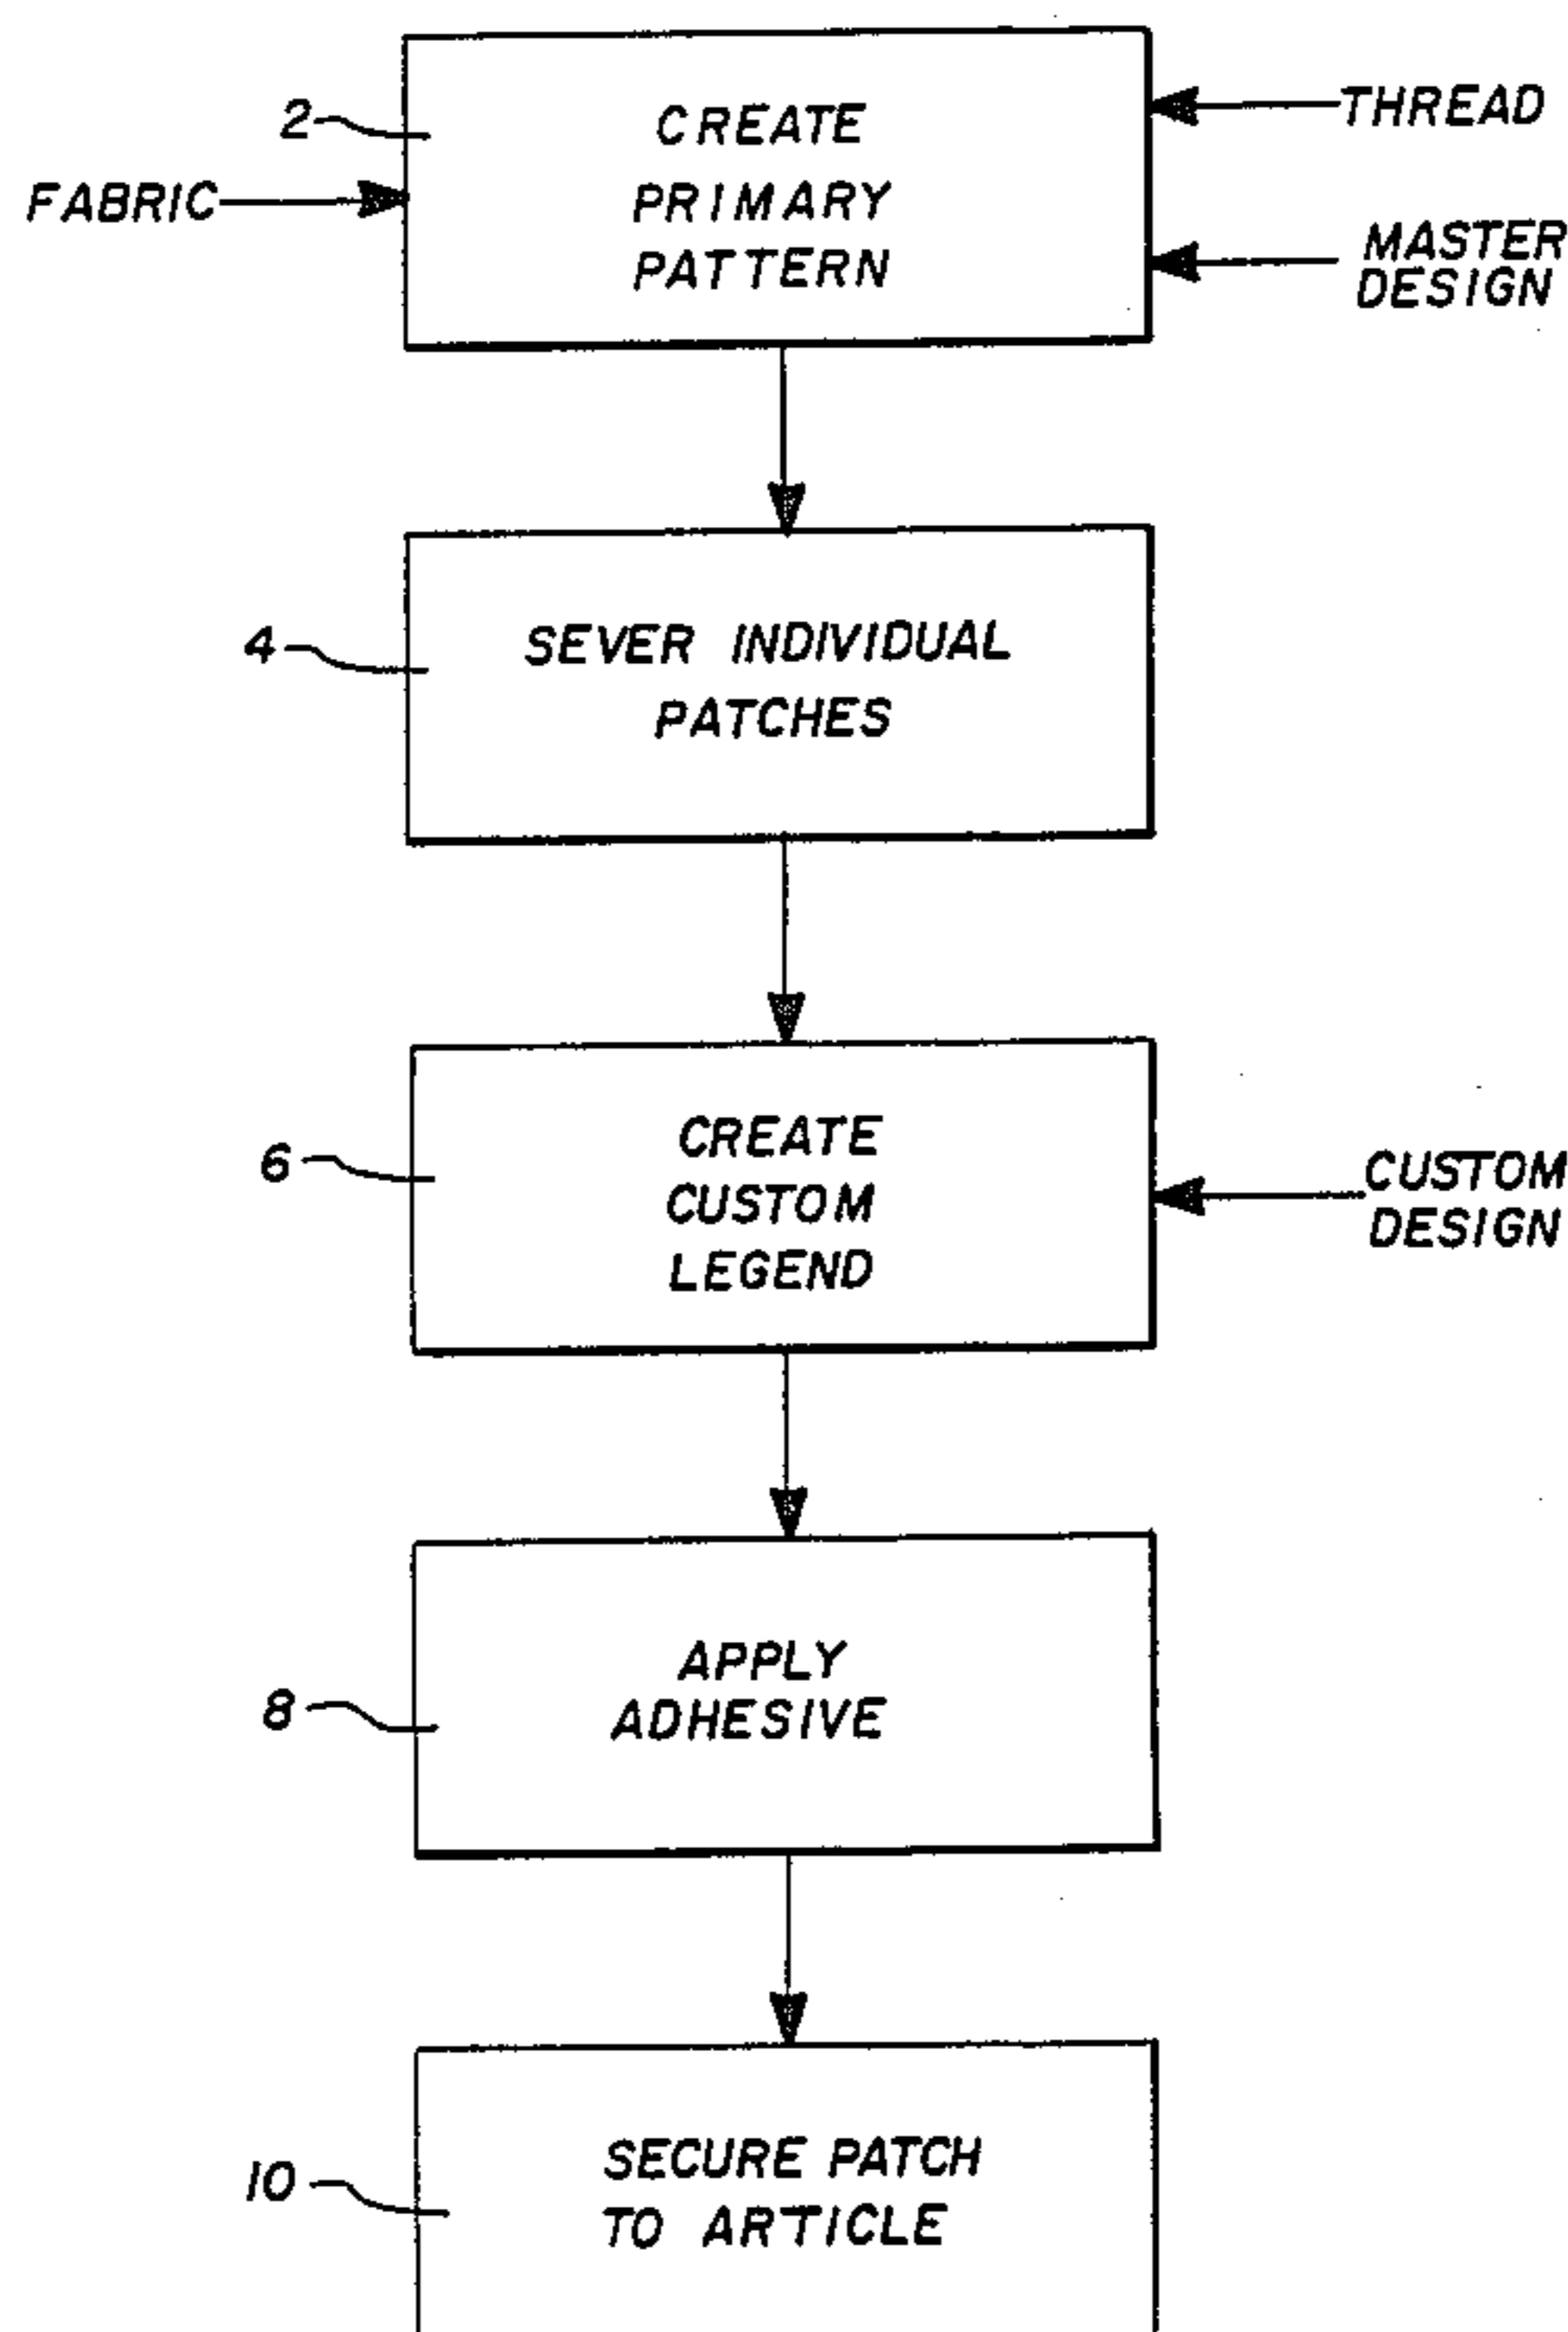 2
CREATE
PRIMARY
PATTERN
FABRIC
THREAD
MASTER
DESIGN
4
SEVER INDIVIDUAL
PATCHES
6
CREATE
CUSTOM
LEGEND
CUSTOM
DESIGN
8
APPLY
ADHESIVE
10
SECURE PATCH
TO ARTICLE